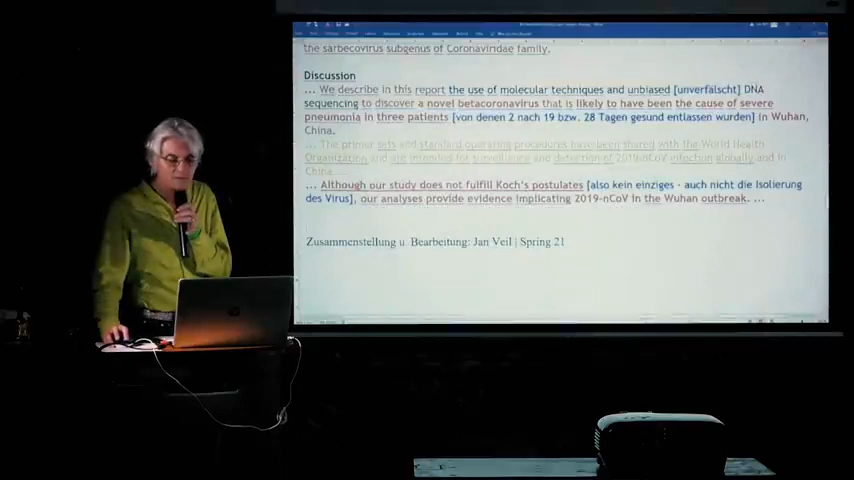 the sarbecovirus subgenus of Coronaviridae family.
Discussion
... We describe in this report the use of molecular techniques and unbiased [unverfälscht] DNA
sequencing to discover a novel betacoronavirus that is likely to have been the cause of severe
pneumonia in three patients [von denen 2 nach 19 bzw. 28 Tagen gesund entlassen wurden] in Wuhan,
China.
... The primer sets and standard operating procedures have been shared with the World Health
Organization and are intended for surveillance and detection of 2019-nCoV infection globally and in
China. ...
... Although our study does not fulfill Koch's postulates [also kein einziges - auch nicht die Isolierung
des Virus], our analyses provide evidence implicating 2019-nCoV in the Wuhan outbreak. ...
Zusammenstellung u. Bearbeitung: Jan Veil | Spring 21